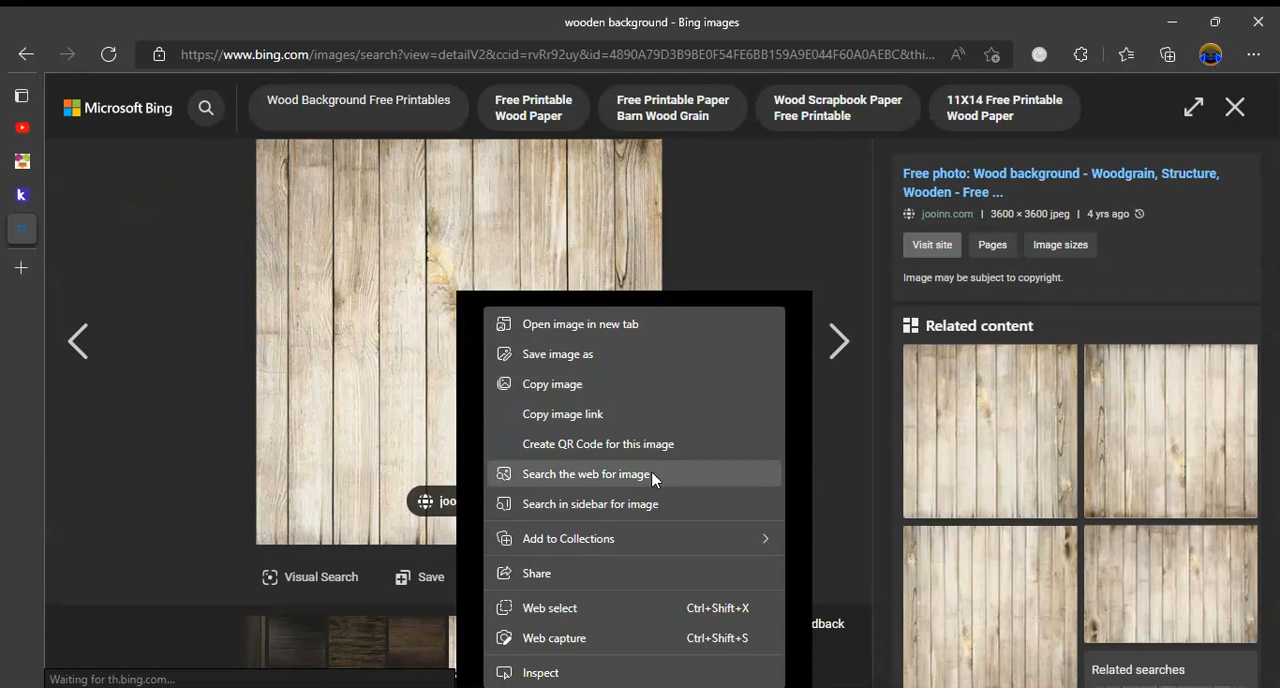 wooden background - Bing images
https://www.bing.com/images/search?view=detailV2&ccid=rvRr92uy&id=4890A79D3B9BE0F54FE6BB159A9E044F60A0AEBC&thi...
Microsoft Bing
Wood Background Free Printables
Free Printable
Wood Paper
Free Printable Paper
Barn Wood Grain
Wood Scrapbook Paper
Free Printable
11X14 Free Printable
Wood Paper
Free photo: Wood background - Woodgrain, Structure,
Wooden - Free ...
jooinn.com | 3600 × 3600 jpeg | 4 yrs ago
Visit site
Pages
Image sizes
Image may be subject to copyright.
Related content
Open image in new tab
Save image as
Copy image
Copy image link
Create QR Code for this image
Search the web for image
Search in sidebar for image
Add to Collections
Share
Web select Ctrl+Shift+X
Web capture Ctrl+Shift+S
Inspect
joo
Visual Search
Save
dback
Related searches
Waiting for th.bing.com...